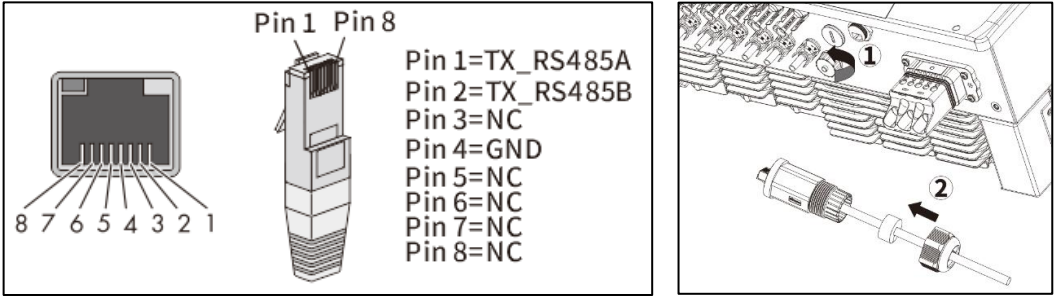 Pin 1 Pin 8
Pin 1=TX_RS485A
Pin 2=TX_RS485B
Pin 3=NC
Pin 4=GND
Pin 5=NC
Pin 6=NC
Pin 7=NC
Pin 8=NC
8 7 6 5 4 3 2 1
①
②